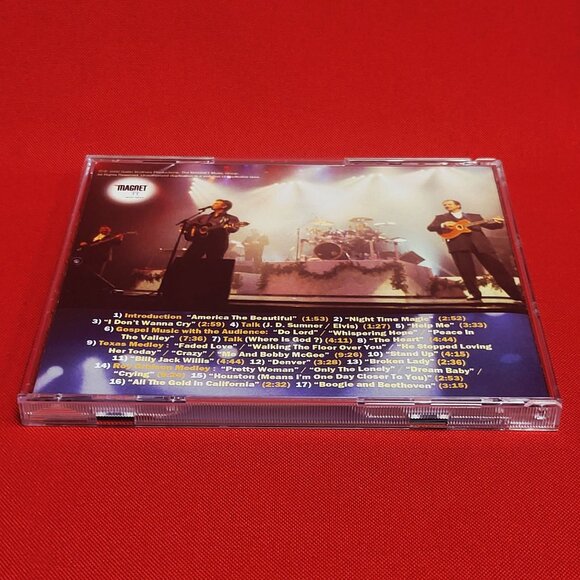 MAGNET
1) Introduction "America The Beautiful" (1:53) 2) "Night Time Magic" (2:52)
3) "I Don't Wanna Cry" (2:59) 4) Talk (J. D. Sumner / Elvis) (1:27) 5) "Help Me" (3:33)
6) Gospel Music with the Audience: "Do Lord" / "Whispering Hope" "Peace In
The Valley" (7:36) 7) Talk (Where is God ?) (4:11) 8) "The Heart" (4:44)
9) Texas Medley : "Faded Love" / "Walking The Floor Over You" / "He Stopped Loving
Her Today" / "Crazy" / "Me And Bobby McGee" (9:26) 10) "Stand Up" (4:15)
11) "Billy Jack Willis" (4:44) 12) "Denver" (2:28) 13) "Broken Lady" (2:36)
14) Roy Orbison Medley : "Pretty Woman" / "Only The Lonely" / "Dream Baby" /
"Crying" 15) "Houston (Means I'm One Day Closer To You)" (2:53)
16) "All The Gold In California" (2:32) 17) "Boogie and Beethoven" (3:15)